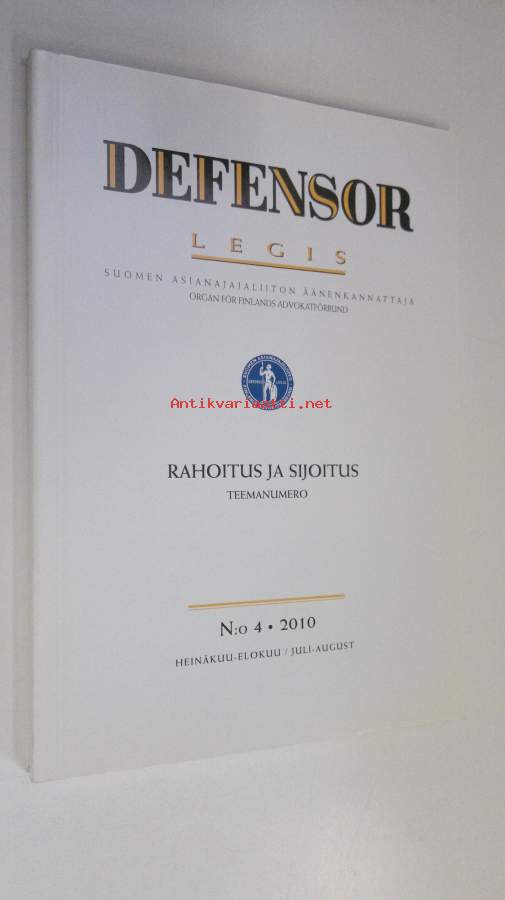 DEFENSOR
LEGIS
SUOMEN ASIANAJAJALIITON ÄÄNENKANNATTAJA
ORGAN FÖR FINLANDS ADVOKATFÖRBUND
Antikvariaatti.net
RAHOITUS JA SIJOITUS
TEEMANUMERO
N:o 4 • 2010
HEINÄKUU-ELOKUU / JULI-AUGUST